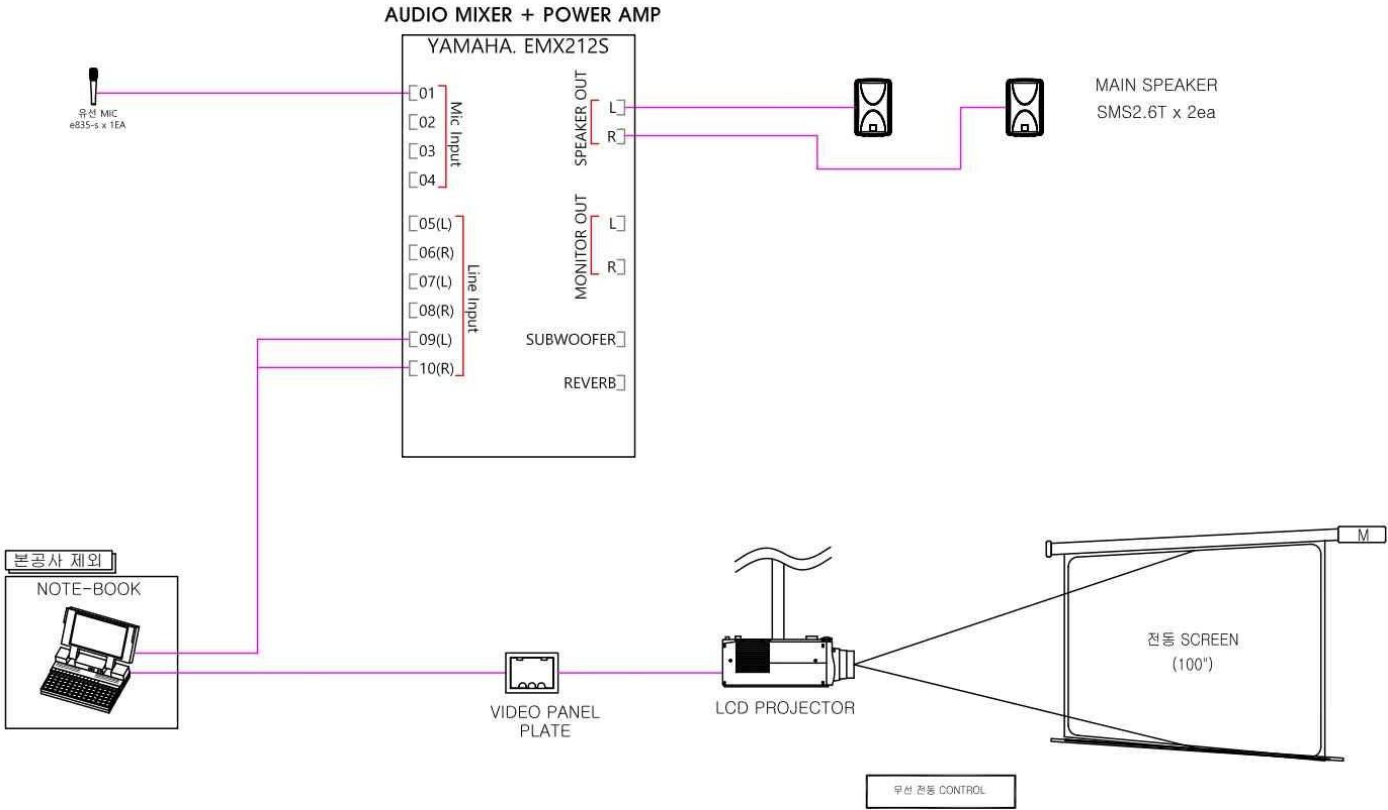 AUDIO MIXER + POWER AMP
YAMAHA. EMX212S
유선 MIC
e835-s x 1EA
01
02
03
04
Mic Input
05(L)
06(R)
07(L)
08(R)
09(L)
10(R)
Line Input
SPEAKER OUT
L
R
MONITOR OUT
L
R
SUBWOOFER
REVERB
MAIN SPEAKER
SMS2.6T x 2ea
본공사 제외
NOTE-BOOK
VIDEO PANEL
PLATE
LCD PROJECTOR
M
전동 SCREEN
(100")
무선 전동 CONTROL